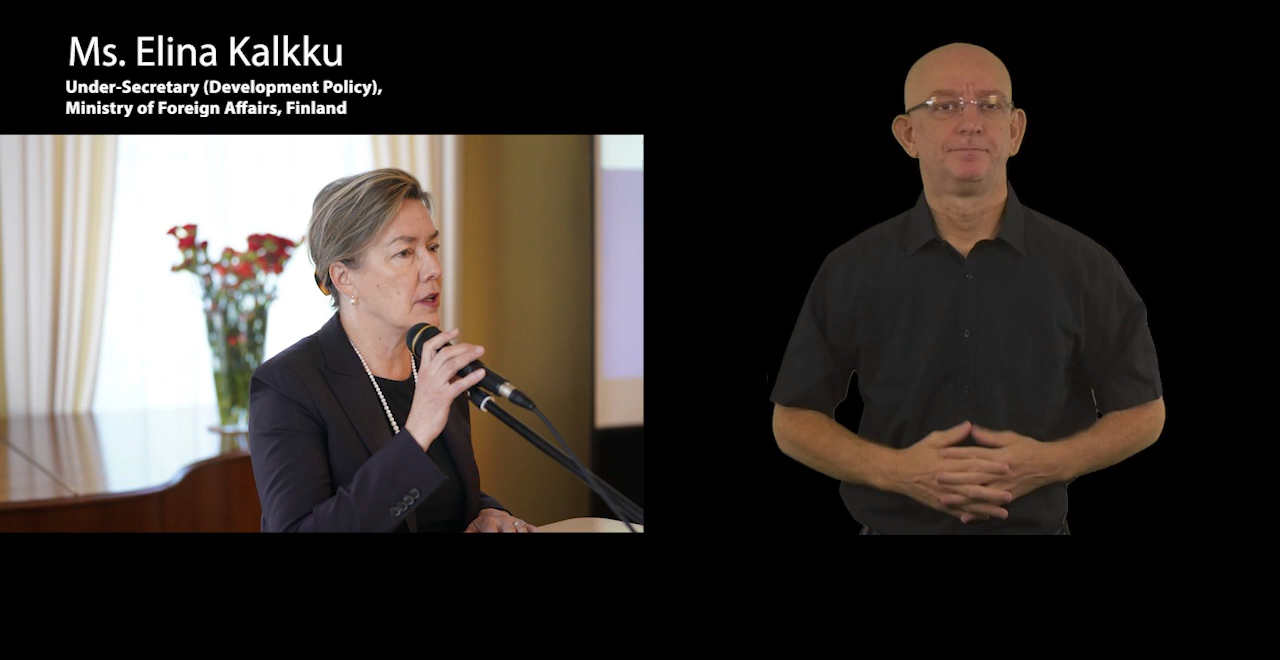 Ms. Elina Kalkku
Under-Secretary (Development Policy),
Ministry of Foreign Affairs, Finland